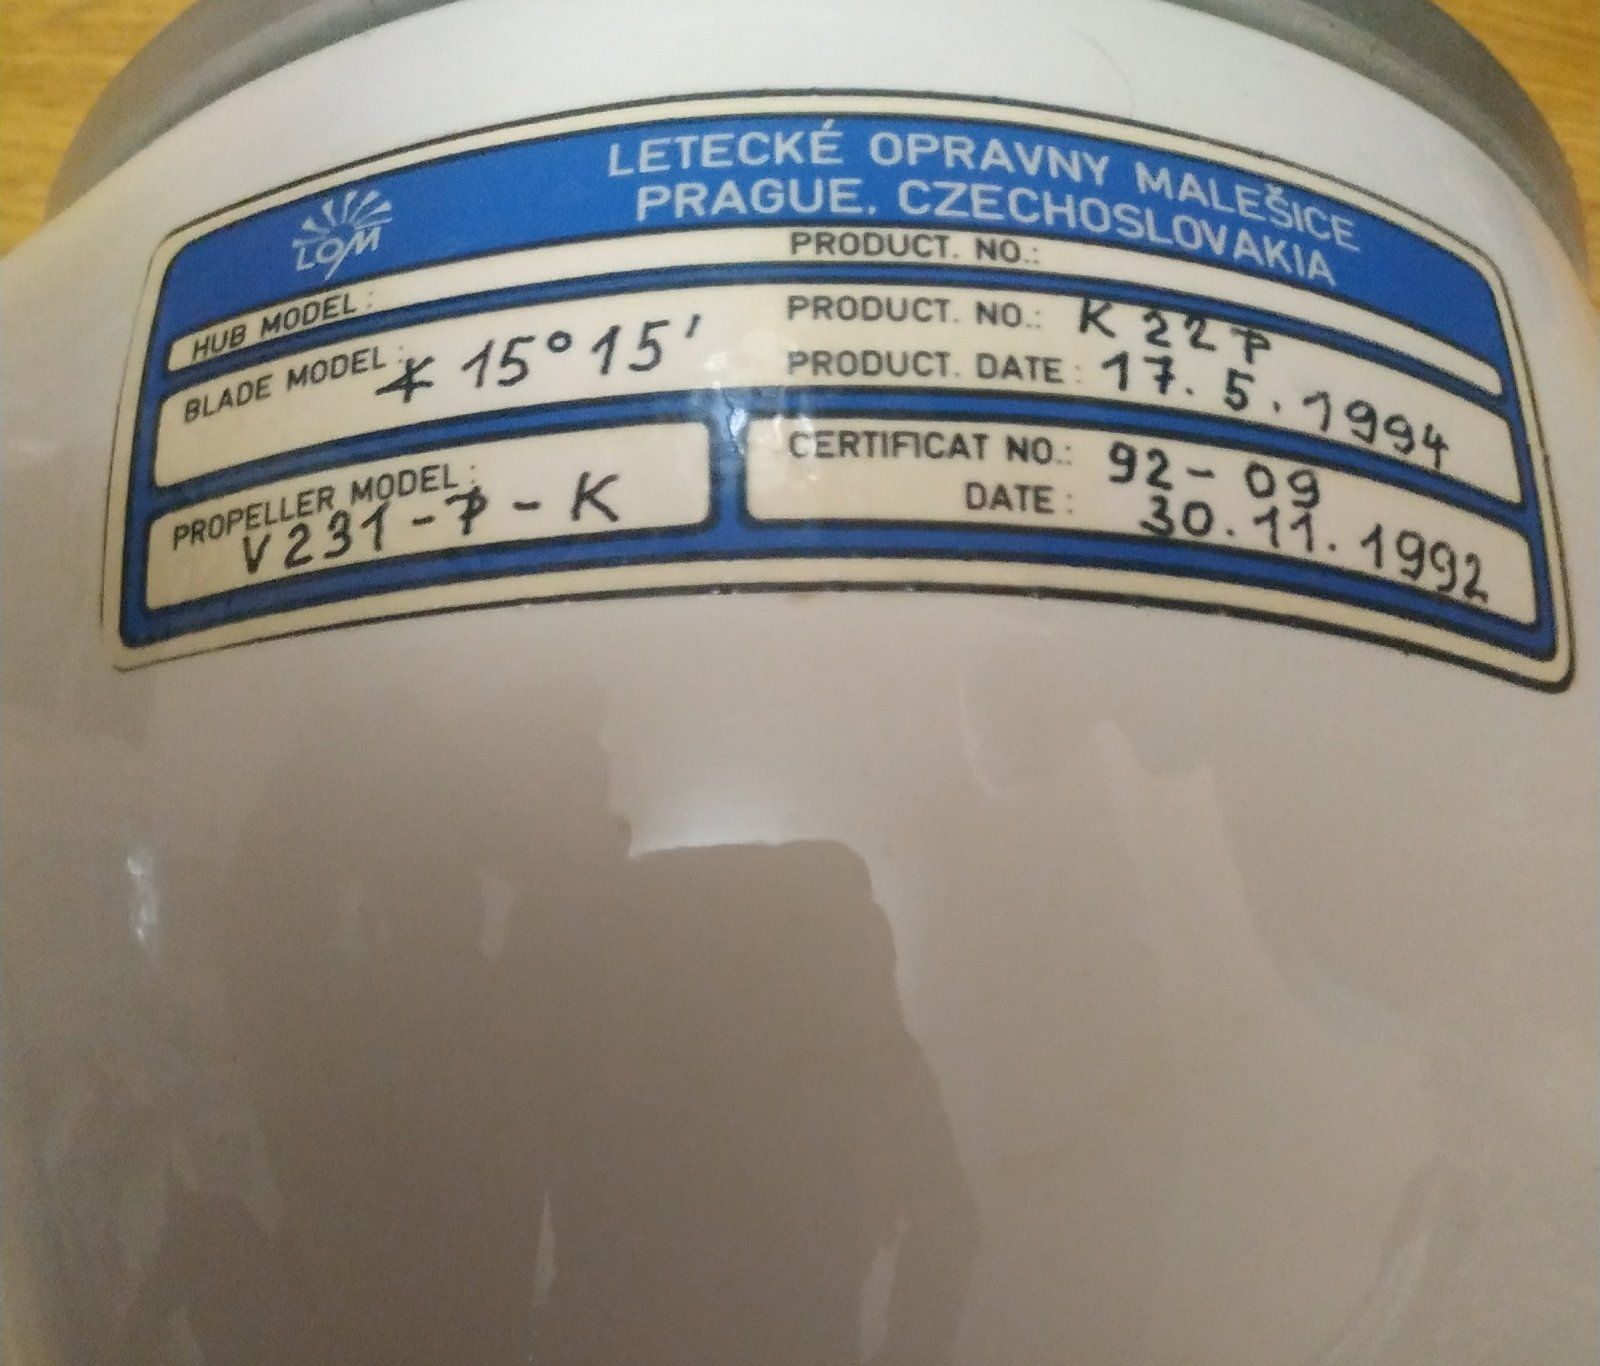 LETECKÉ OPRAVNY MALEŠICE
PRAGUE, CZECHOSLOVAKIA
LOM
HUB MODEL:
PRODUCT. NO.:
BLADE MODEL: ∢ 15° 15'
PRODUCT. NO.: K 22 P
PRODUCT. DATE: 17. 5. 1994
PROPELLER MODEL:
V231-P-K
CERTIFICAT NO.: 92-09
DATE: 30.11.1992